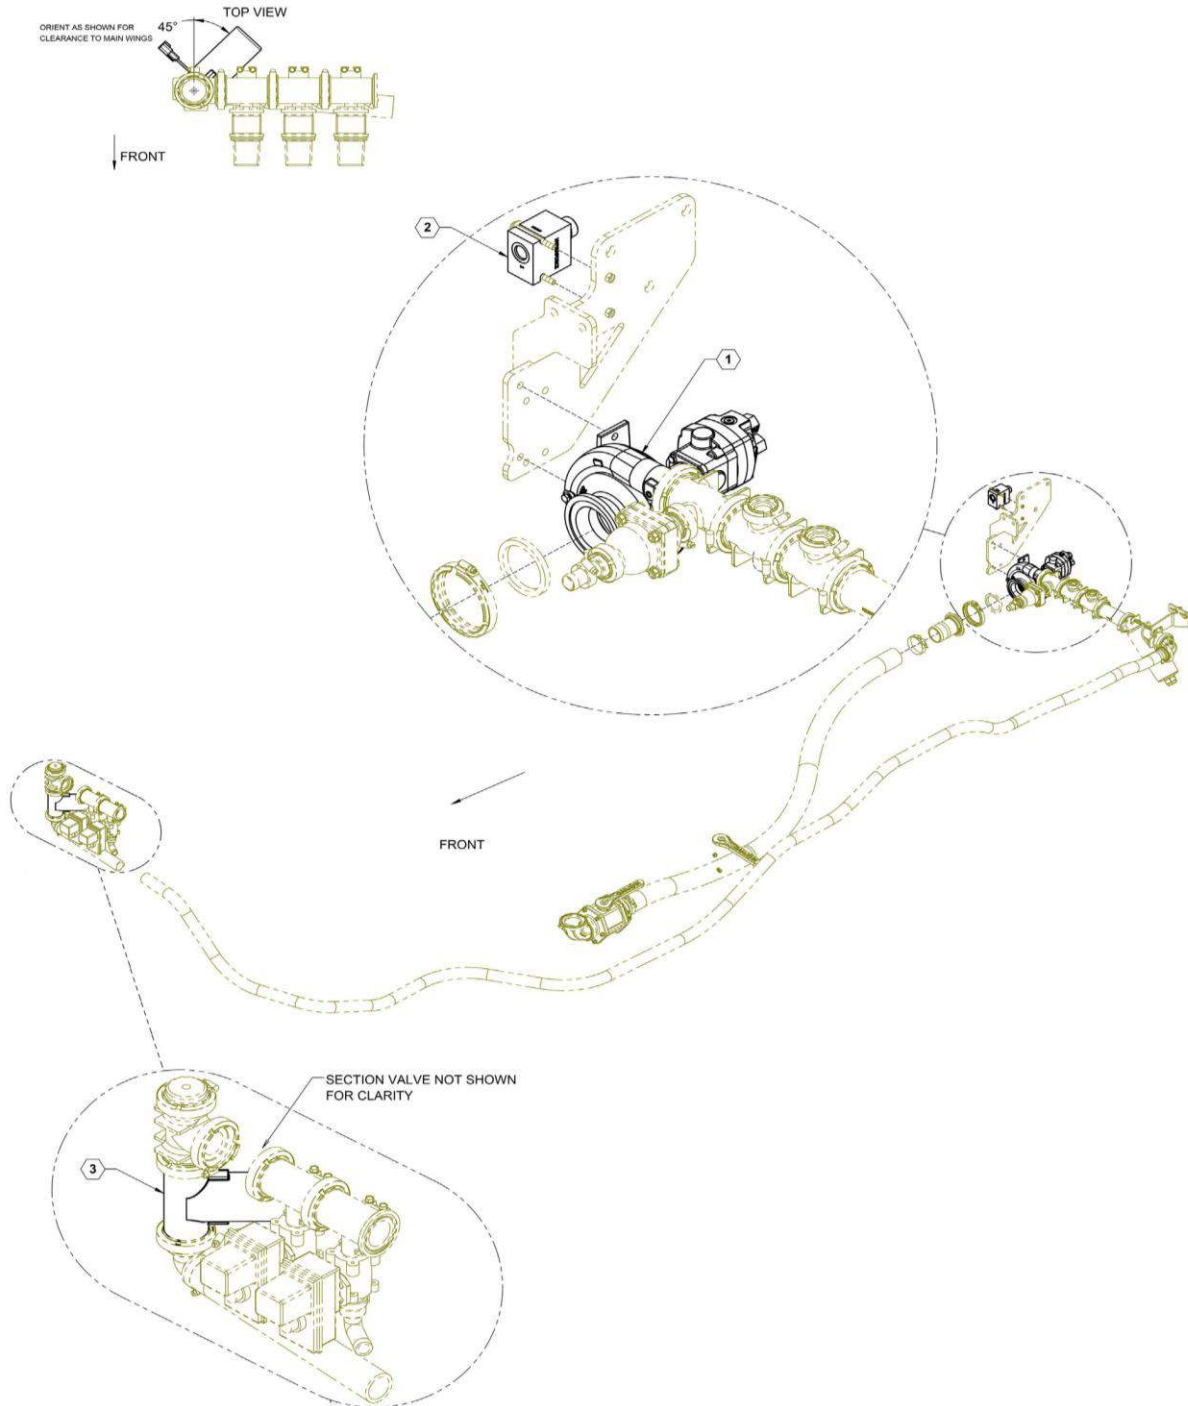 TOP VIEW
ORIENT AS SHOWN FOR
CLEARANCE TO MAIN WINGS
45°
FRONT
2
1
FRONT
SECTION VALVE NOT SHOWN
FOR CLARITY
3